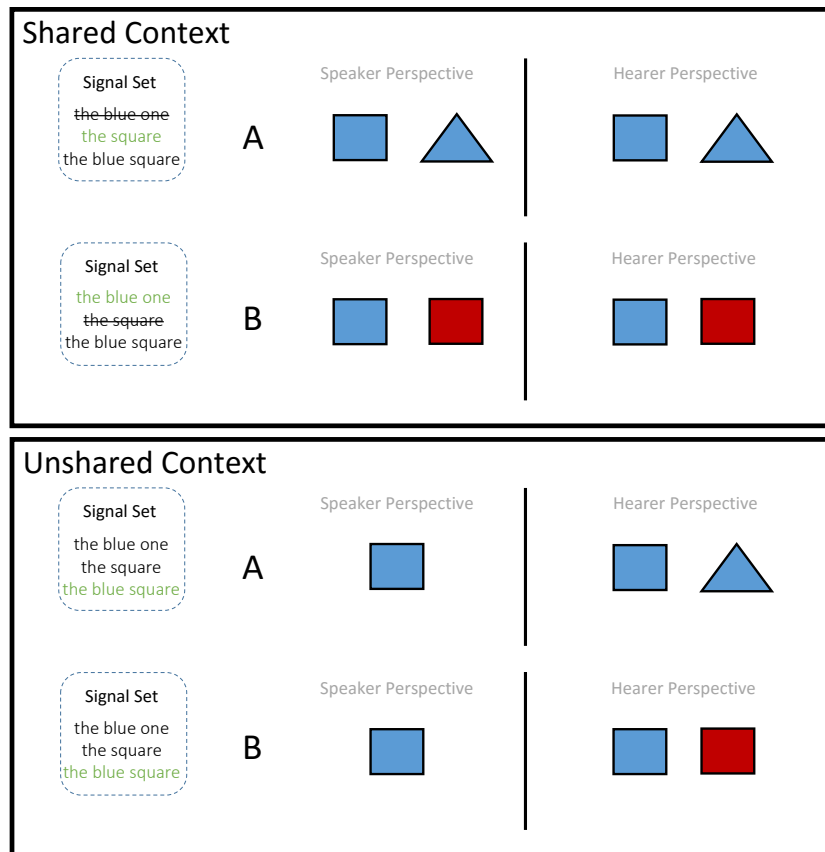 Shared Context
Signal Set
the blue one
the square
the blue square
A
Speaker Perspective
Hearer Perspective
Signal Set
the blue one
the square
the blue square
B
Speaker Perspective
Hearer Perspective
Unshared Context
Signal Set
the blue one
the square
the blue square
A
Speaker Perspective
Hearer Perspective
Signal Set
the blue one
the square
the blue square
B
Speaker Perspective
Hearer Perspective